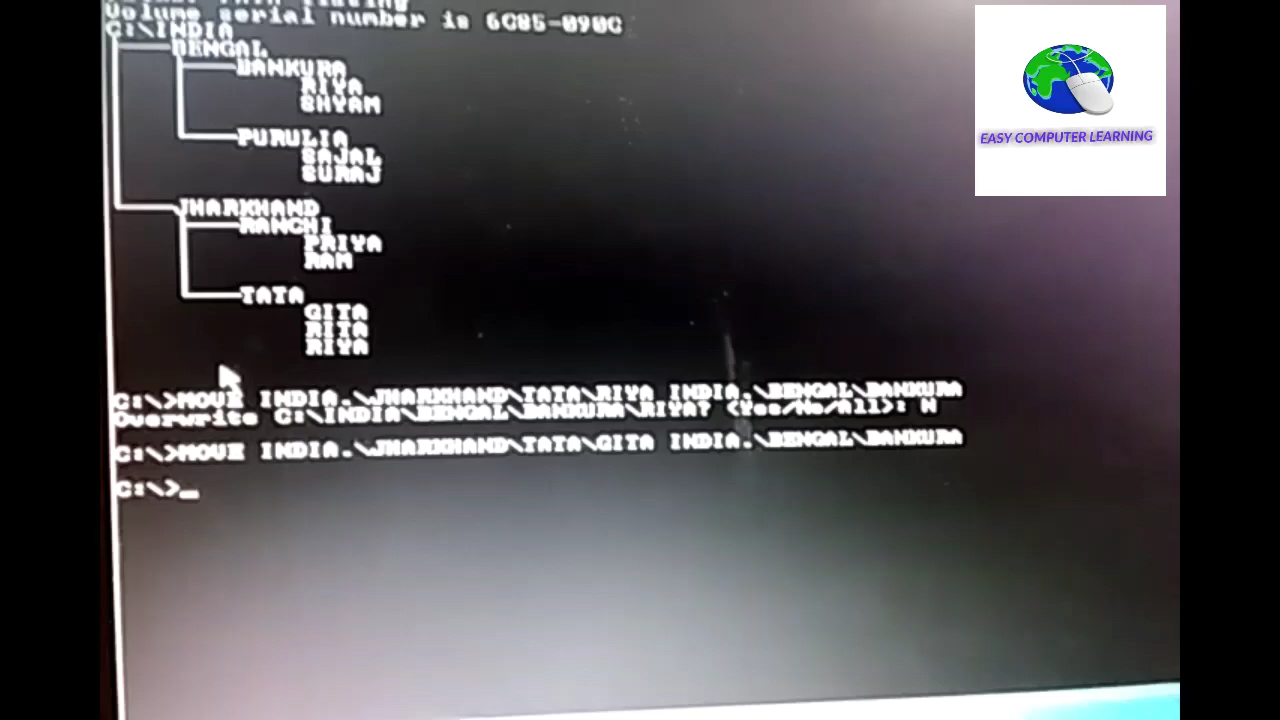 Volume serial number is 6C85-090C
C:\INDIA
BENGAL
BANKURA
RIYA
SHYAM
PURULIA
SAJAL
SURAJ
JHARKHAND
RANCHI
PRIYA
RAM
TATA
GITA
RITA
RIYA
C:\>MOVE INDIA.\JHARKHAND\TATA\RIYA INDIA.\BENGAL\BANKURA
Overwrite C:\INDIA\BENGAL\BANKURA\RIYA? (Yes/No/All): N
C:\>MOVE INDIA.\JHARKHAND\TATA\GITA INDIA.\BENGAL\BANKURA
C:\>_
EASY COMPUTER LEARNING